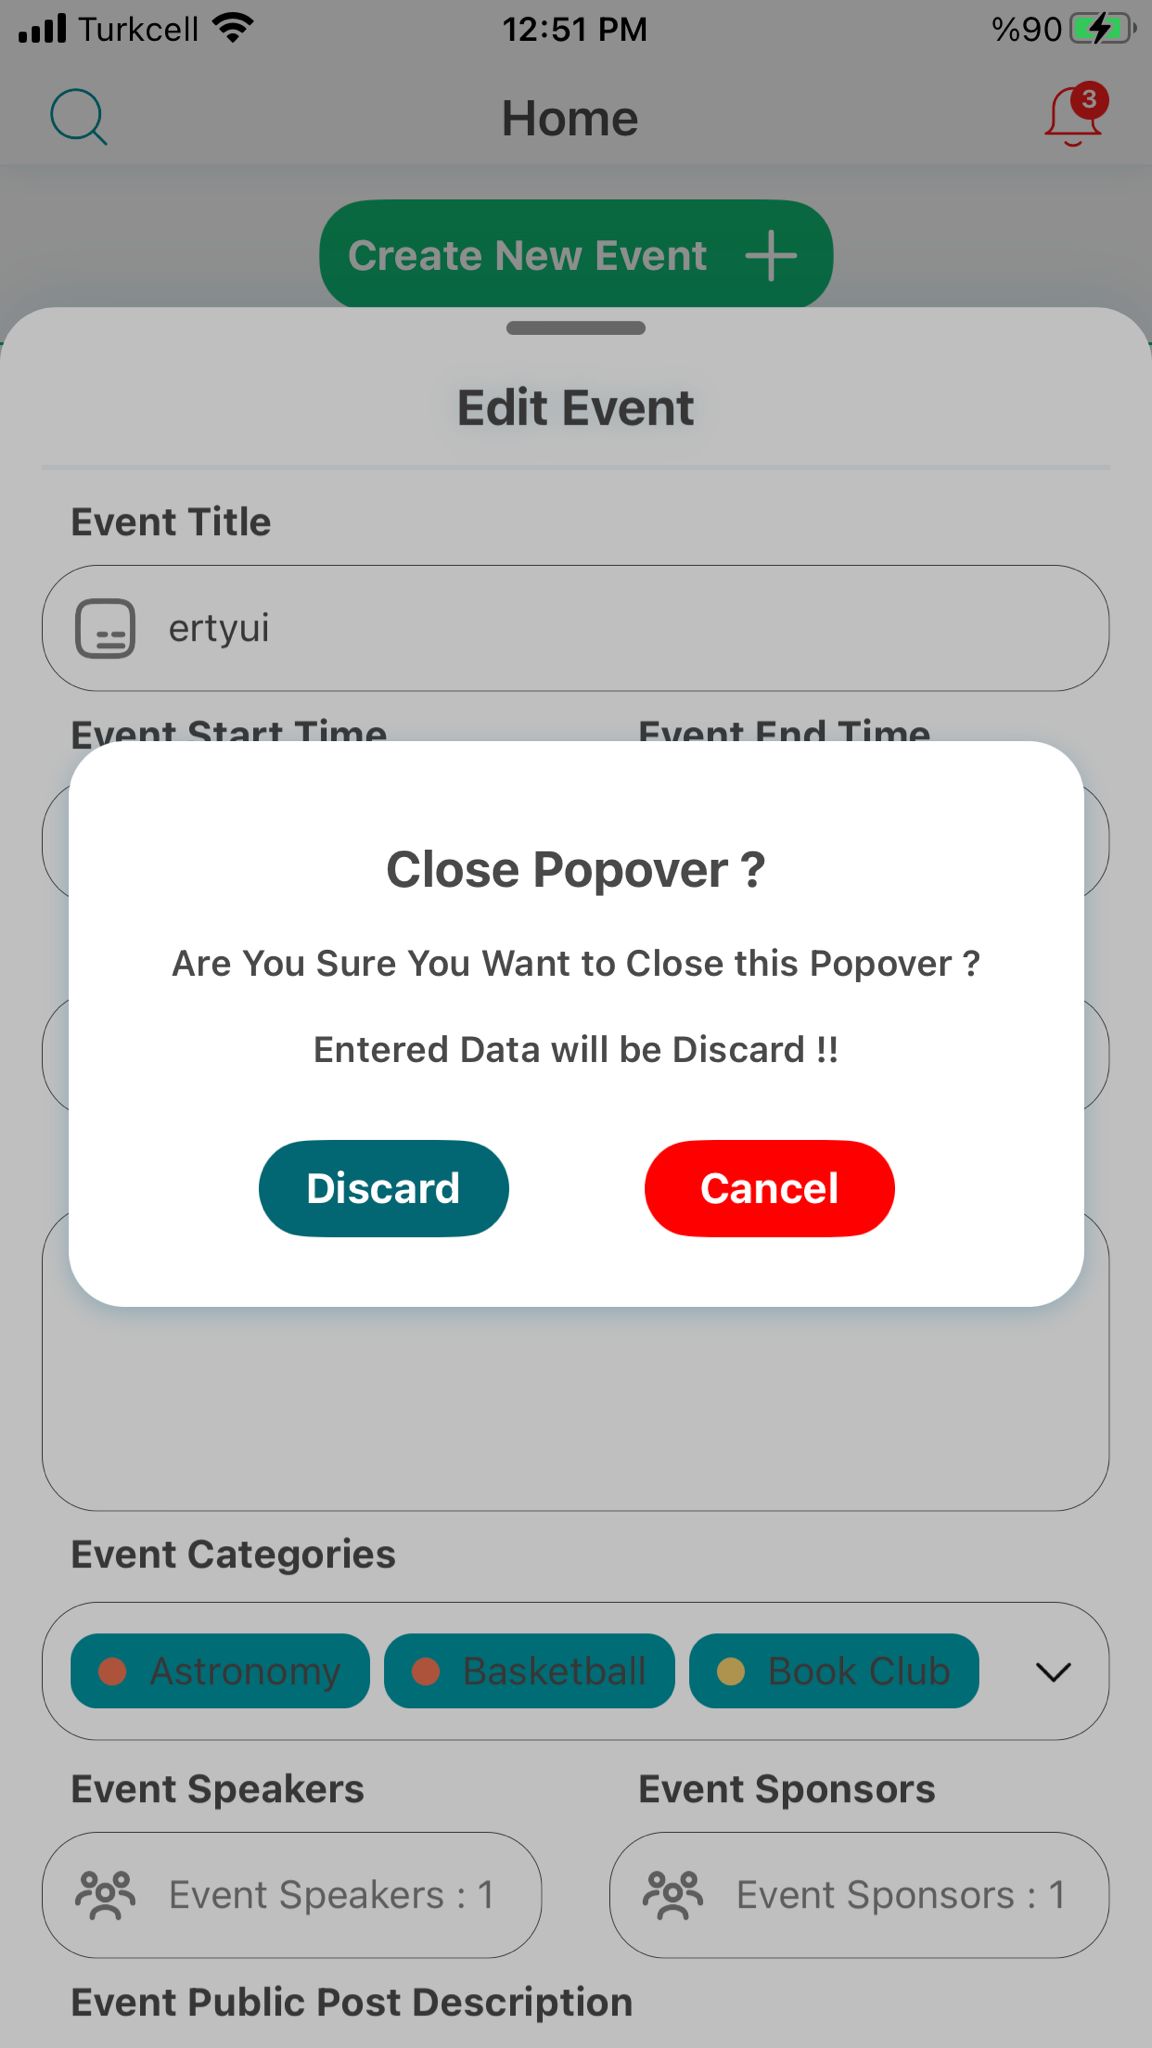 Turkcell 12:51 PM %90
Home 3
Create New Event
Edit Event
Event Title
ertyui
Event Start Time Event End Time
Close Popover ?
Are You Sure You Want to Close this Popover ?
Entered Data will be Discard !!
Discard Cancel
Event Categories
Astronomy Basketball Book Club
Event Speakers Event Sponsors
Event Speakers : 1 Event Sponsors : 1
Event Public Post Description